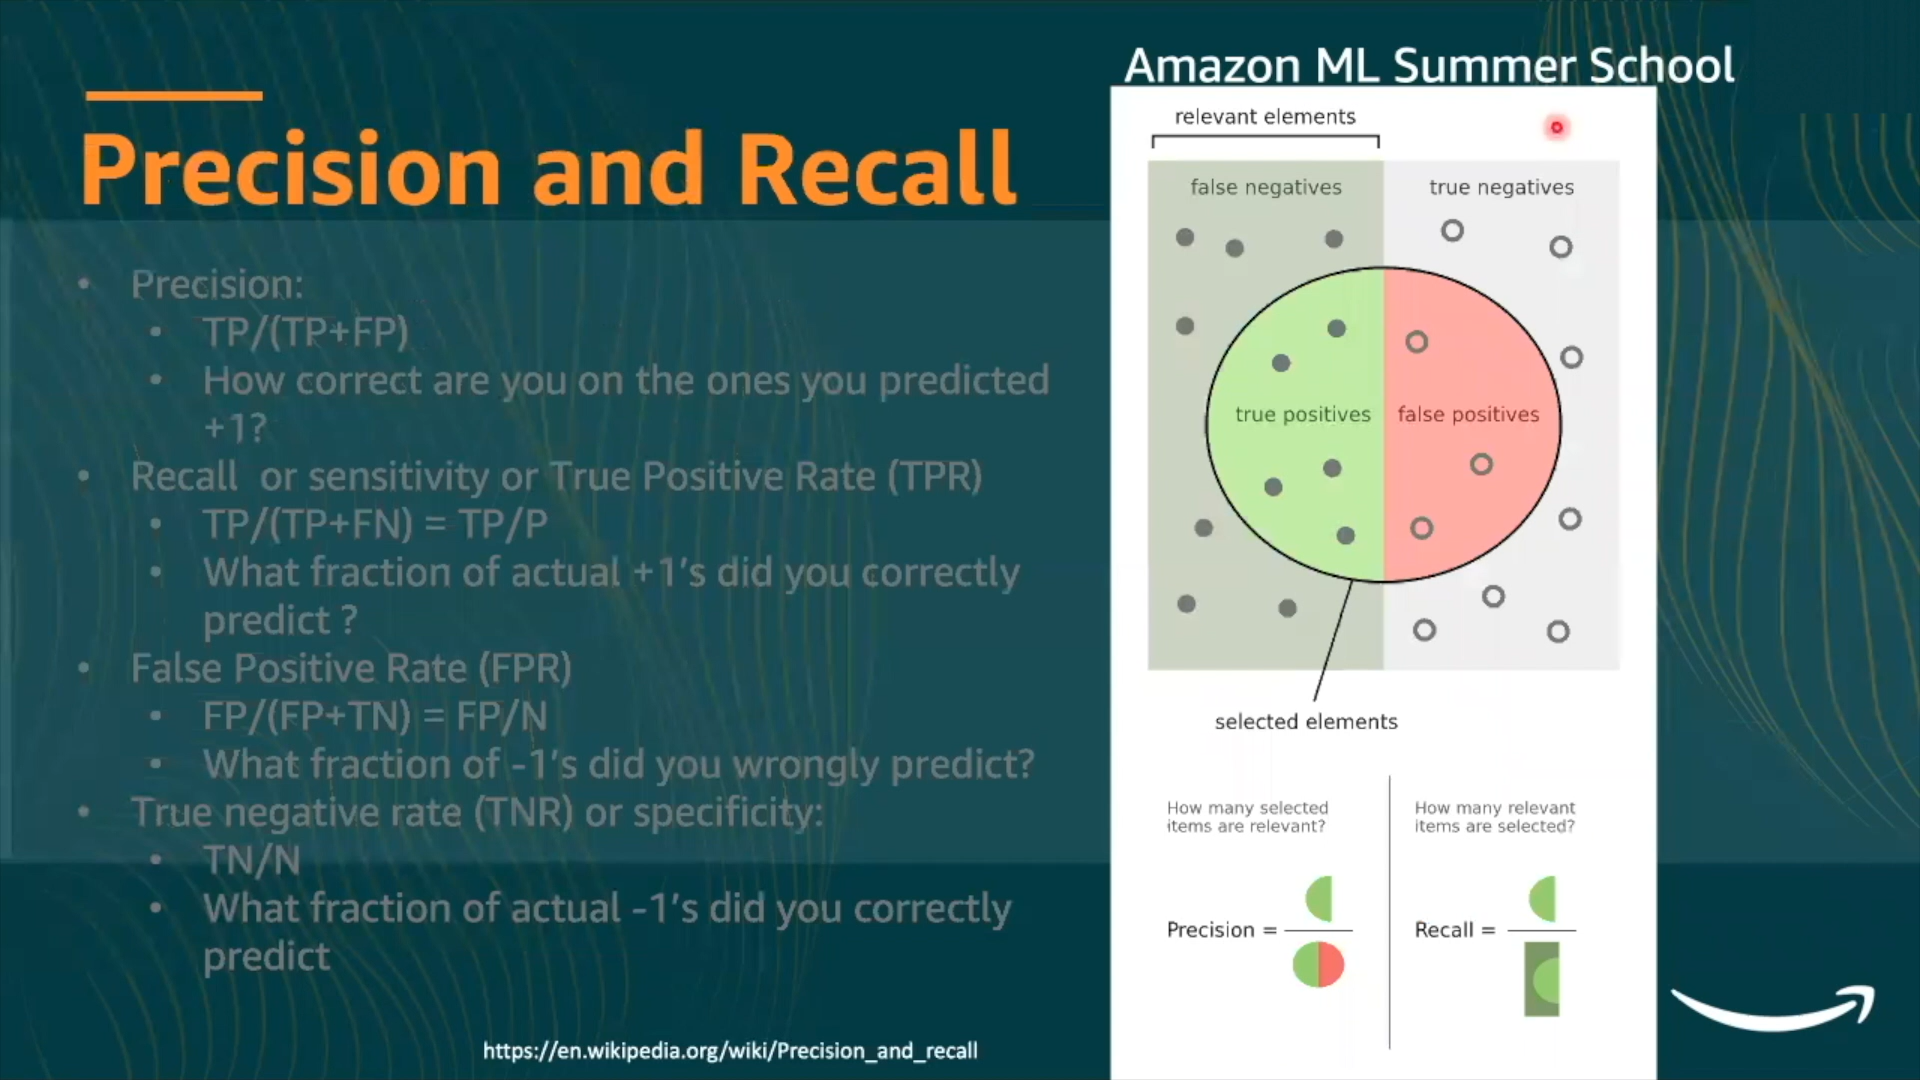 Amazon ML Summer School
Precision and Recall
• Precision:
• TP/(TP+FP)
• How correct are you on the ones you predicted
+1?
• Recall or sensitivity or True Positive Rate (TPR)
• TP/(TP+FN) = TP/P
• What fraction of actual +1's did you correctly
predict ?
• False Positive Rate (FPR)
• FP/(FP+TN) = FP/N
• What fraction of -1's did you wrongly predict?
• True negative rate (TNR) or specificity:
• TN/N
• What fraction of actual -1's did you correctly
predict
https://en.wikipedia.org/wiki/Precision_and_recall
relevant elements
false negatives
true negatives
true positives
false positives
selected elements
How many selected
items are relevant?
Precision =
How many relevant
items are selected?
Recall =